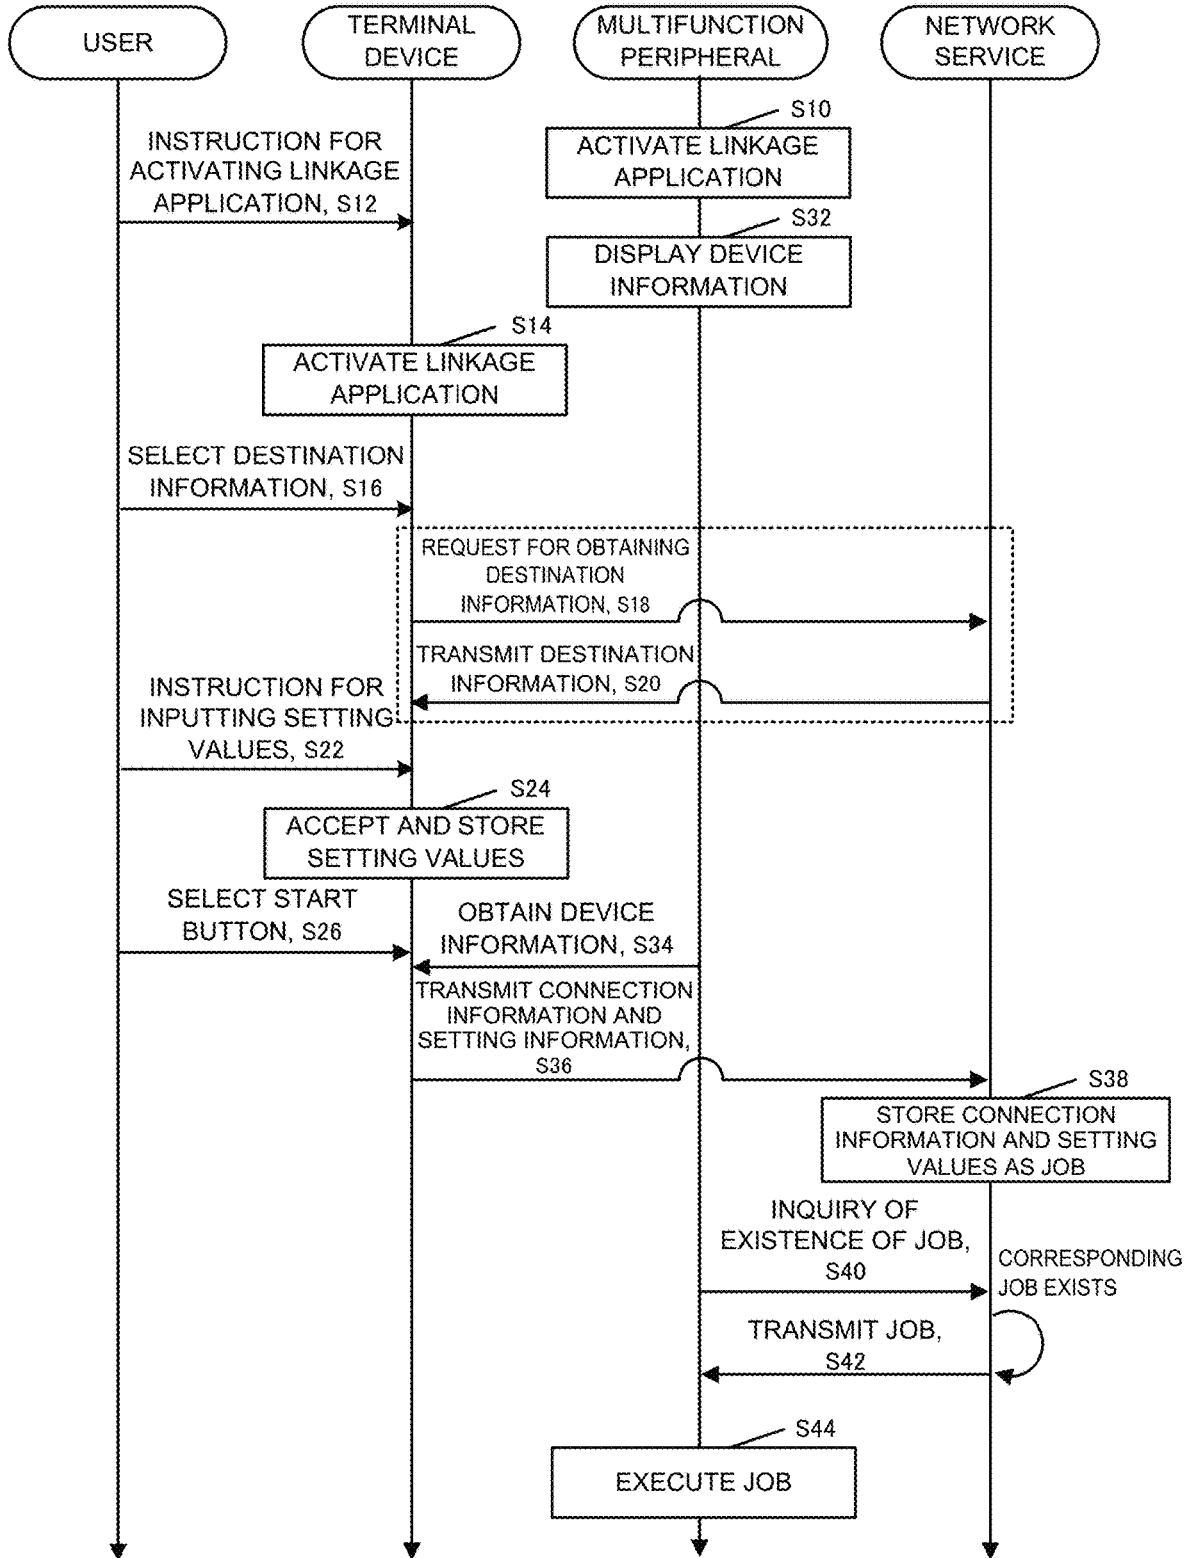 USER
TERMINAL
DEVICE
MULTIFUNCTION
PERIPHERAL
NETWORK
SERVICE
S10
ACTIVATE LINKAGE
APPLICATION
INSTRUCTION FOR
ACTIVATING LINKAGE
APPLICATION, S12
S32
DISPLAY DEVICE
INFORMATION
S14
ACTIVATE LINKAGE
APPLICATION
SELECT DESTINATION
INFORMATION, S16
REQUEST FOR OBTAINING
DESTINATION
INFORMATION, S18
TRANSMIT DESTINATION
INFORMATION, S20
INSTRUCTION FOR
INPUTTING SETTING
VALUES, S22
S24
ACCEPT AND STORE
SETTING VALUES
SELECT START
BUTTON, S26
OBTAIN DEVICE
INFORMATION, S34
TRANSMIT CONNECTION
INFORMATION AND
SETTING INFORMATION,
S36
S38
STORE CONNECTION
INFORMATION AND SETTING
VALUES AS JOB
INQUIRY OF
EXISTENCE OF JOB,
S40
CORRESPONDING
JOB EXISTS
TRANSMIT JOB,
S42
S44
EXECUTE JOB